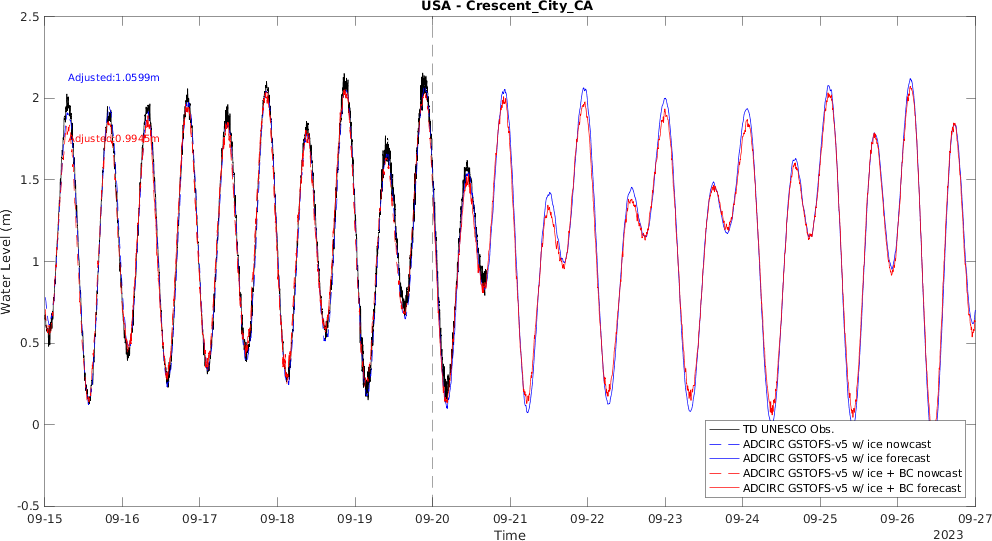 USA - Crescent_City_CA
2.5
2
1.5
1
0.5
0
-0.5
Water Level (m)
Adjusted:1.0599m
Adjusted:0.9945m
TD UNESCO Obs.
ADCIRC GSTOFS-v5 w/ ice nowcast
ADCIRC GSTOFS-v5 w/ ice forecast
ADCIRC GSTOFS-v5 w/ ice + BC nowcast
ADCIRC GSTOFS-v5 w/ ice + BC forecast
09-15 09-16 09-17 09-18 09-19 09-20 09-21 09-22 09-23 09-24 09-25 09-26 09-27
Time
2023